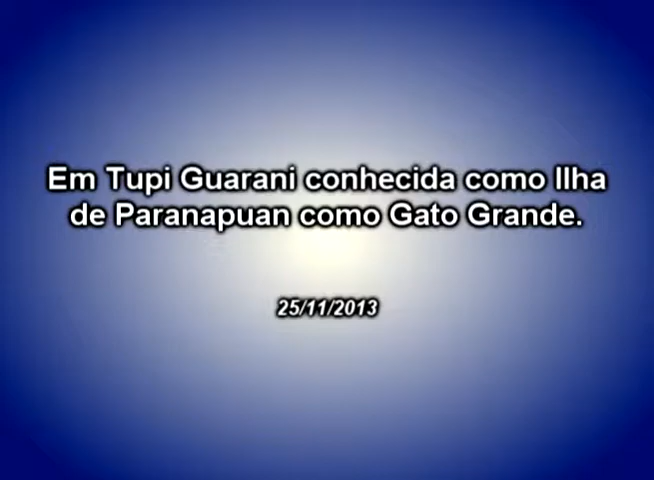 Em Tupi Guarani conhecida como Ilha
de Paranapuan como Gato Grande.
25/11/2013